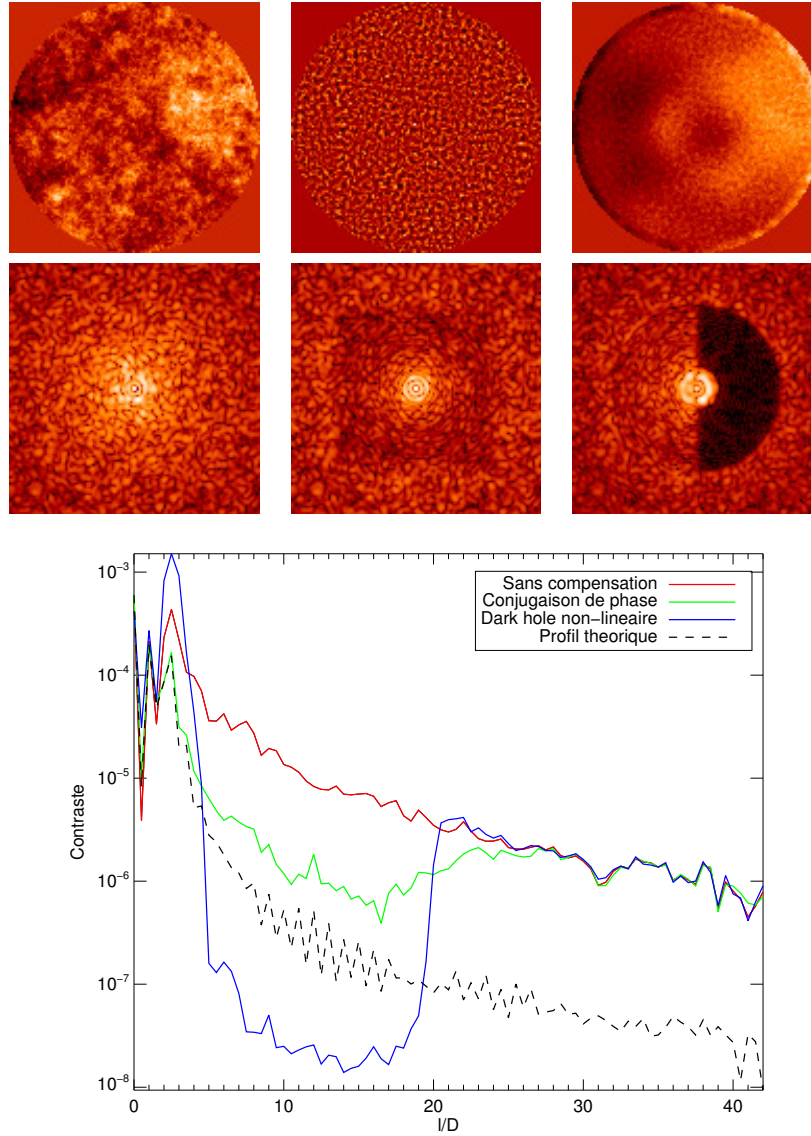 10⁻³
10⁻⁴
10⁻⁵
10⁻⁶
10⁻⁷
10⁻⁸
Contraste
Sans compensation
Conjugaison de phase
Dark hole non−lineaire
Profil theorique
0 10 20 30 40
l/D